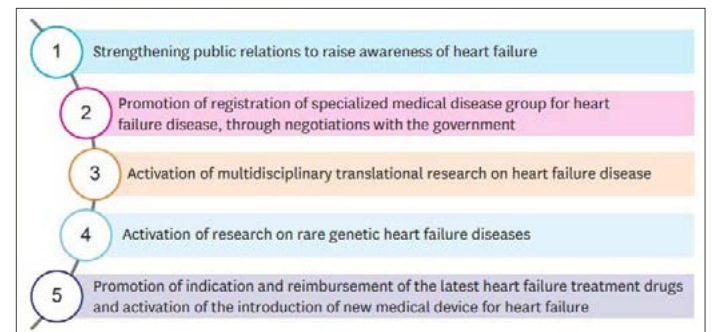 1
Strengthening public relations to raise awareness of heart failure
2
Promotion of registration of specialized medical disease group for heart
failure disease, through negotiations with the government
3
Activation of multidisciplinary translational research on heart failure disease
4
Activation of research on rare genetic heart failure diseases
5
Promotion of indication and reimbursement of the latest heart failure treatment drugs
and activation of the introduction of new medical device for heart failure